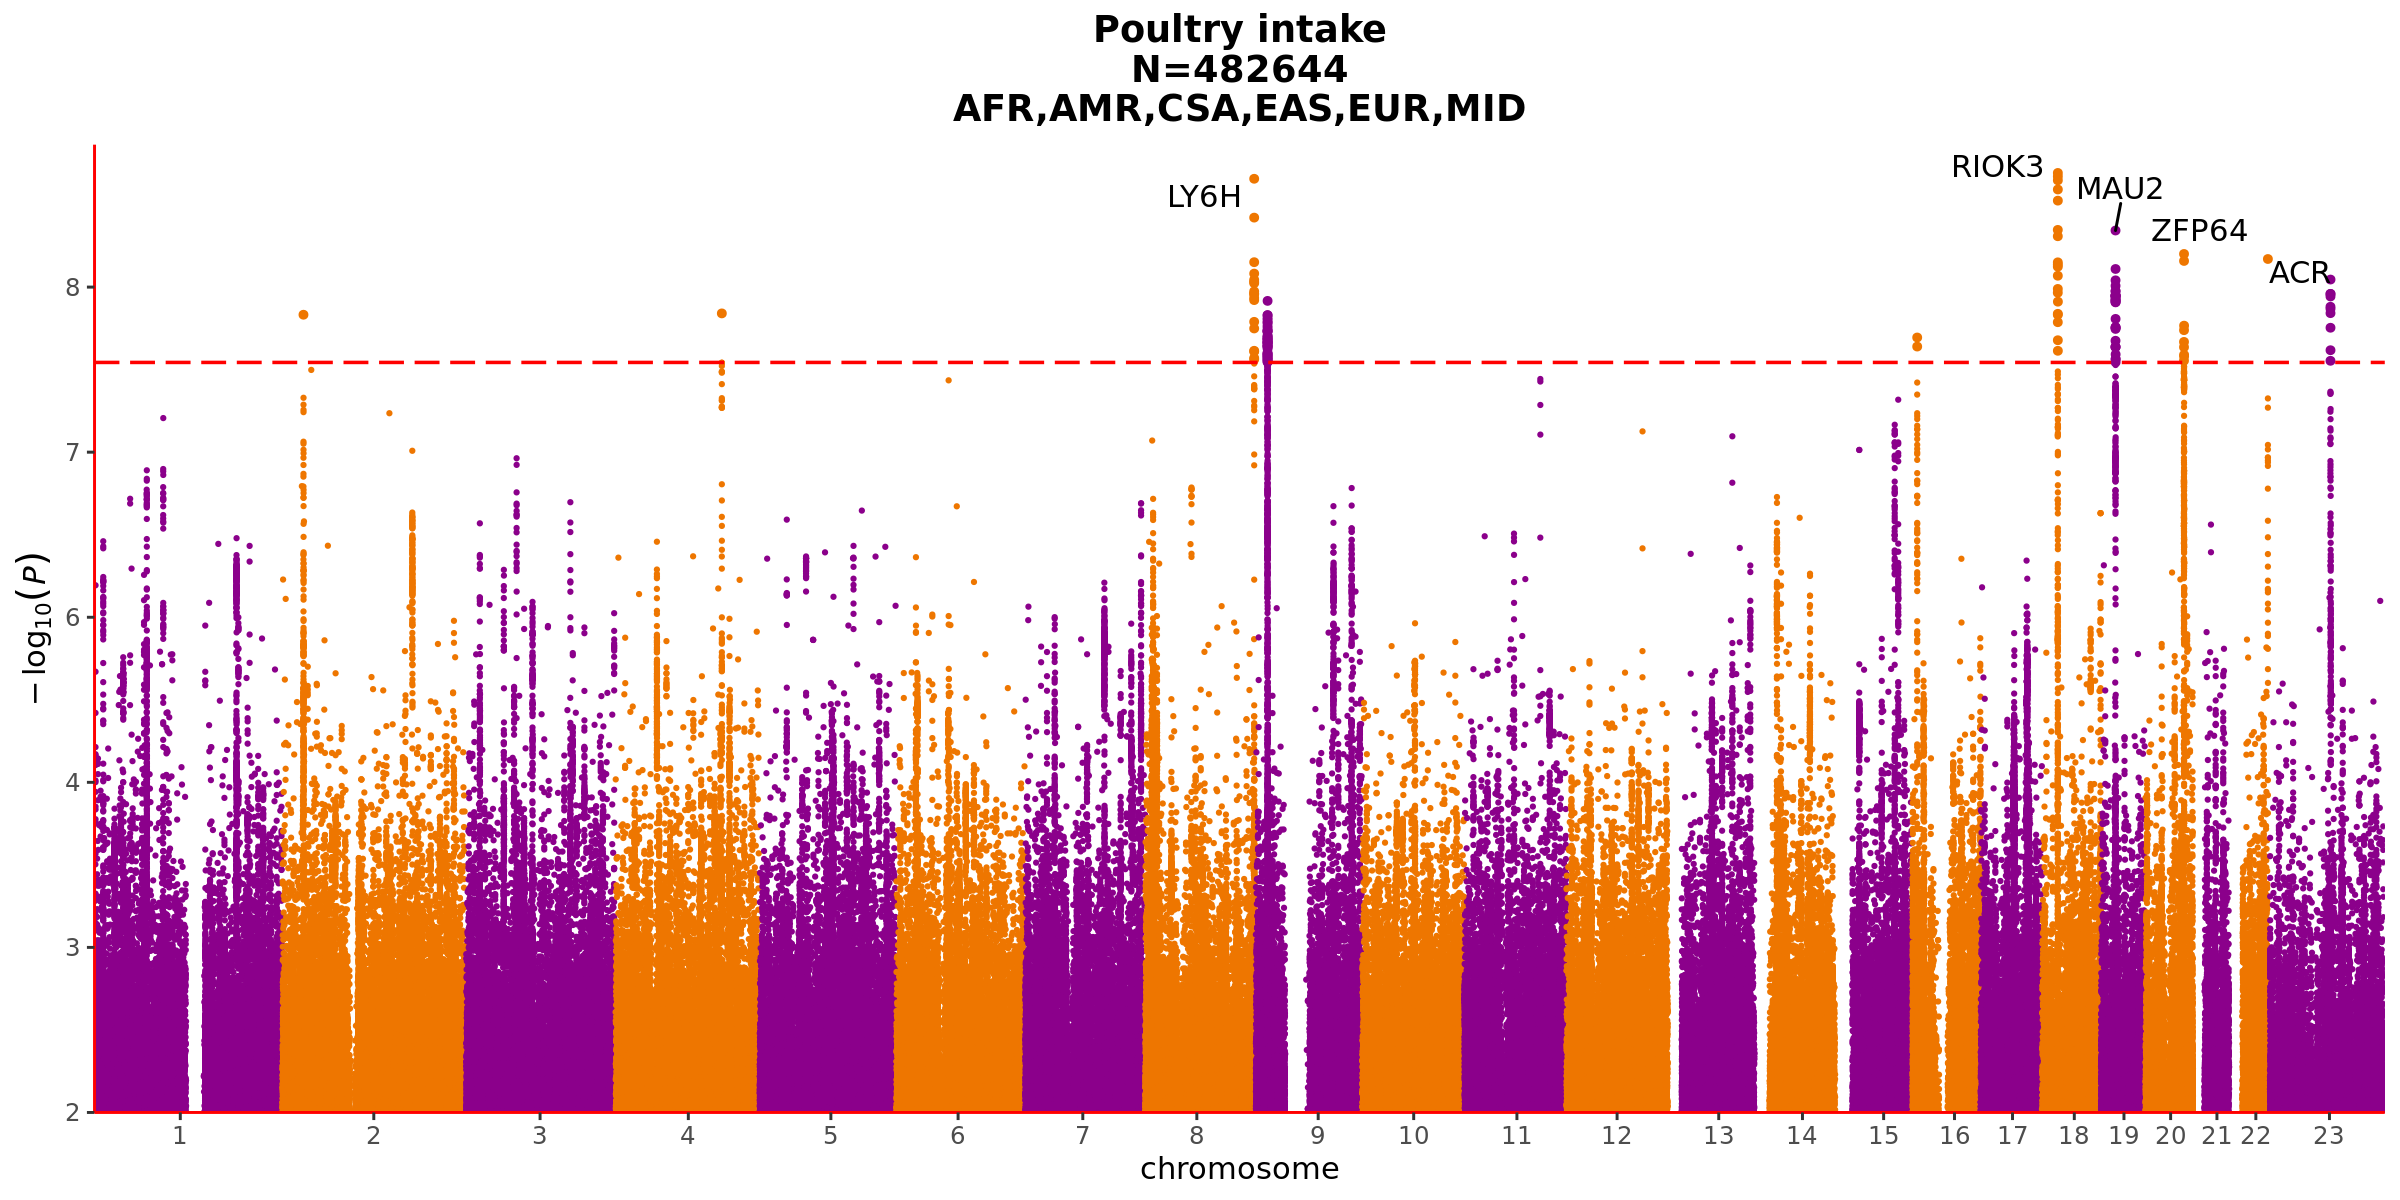 Poultry intake
N=482644
AFR,AMR,CSA,EAS,EUR,MID
RIOK3
MAU2
LY6H
ZFP64
ACR
8
7
6
4
3
2
−log10(P)
1 2 3 4 5 6 7 8 9 10 11 12 13 14 15 16 17 18 19 20 21 22 23
chromosome